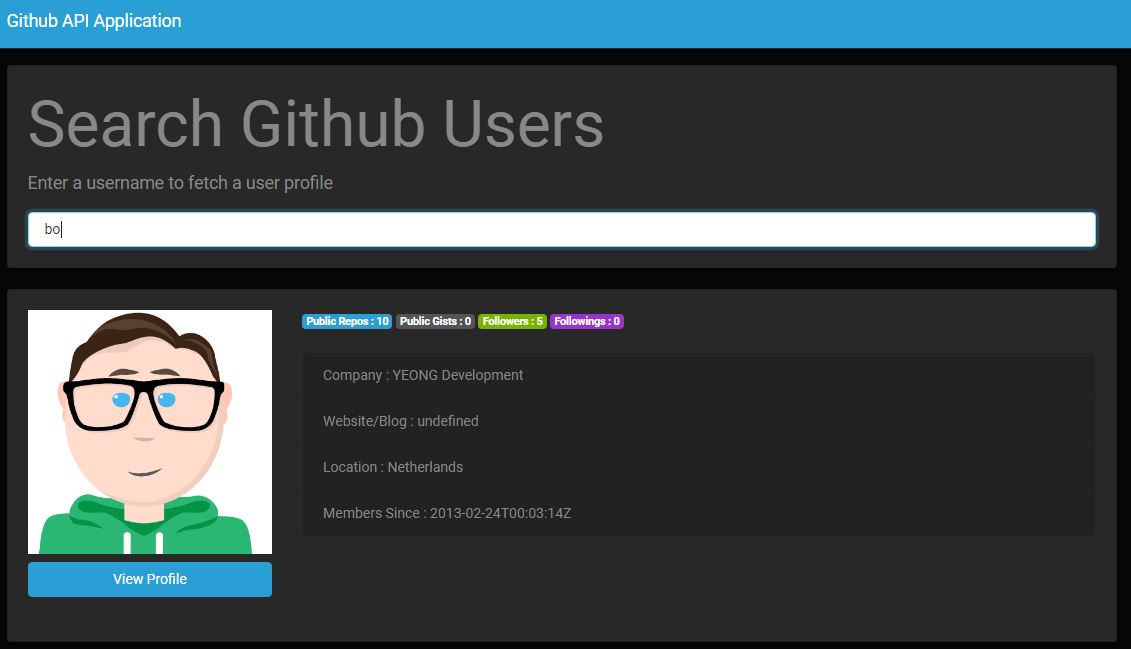 Github API Application
Search Github Users
Enter a username to fetch a user profile
bo
Public Repos : 10 Public Gists : 0 Followers : 5 Followings : 0
Company : YEONG Development
Website/Blog : undefined
Location : Netherlands
Members Since : 2013-02-24T00:03:14Z
View Profile